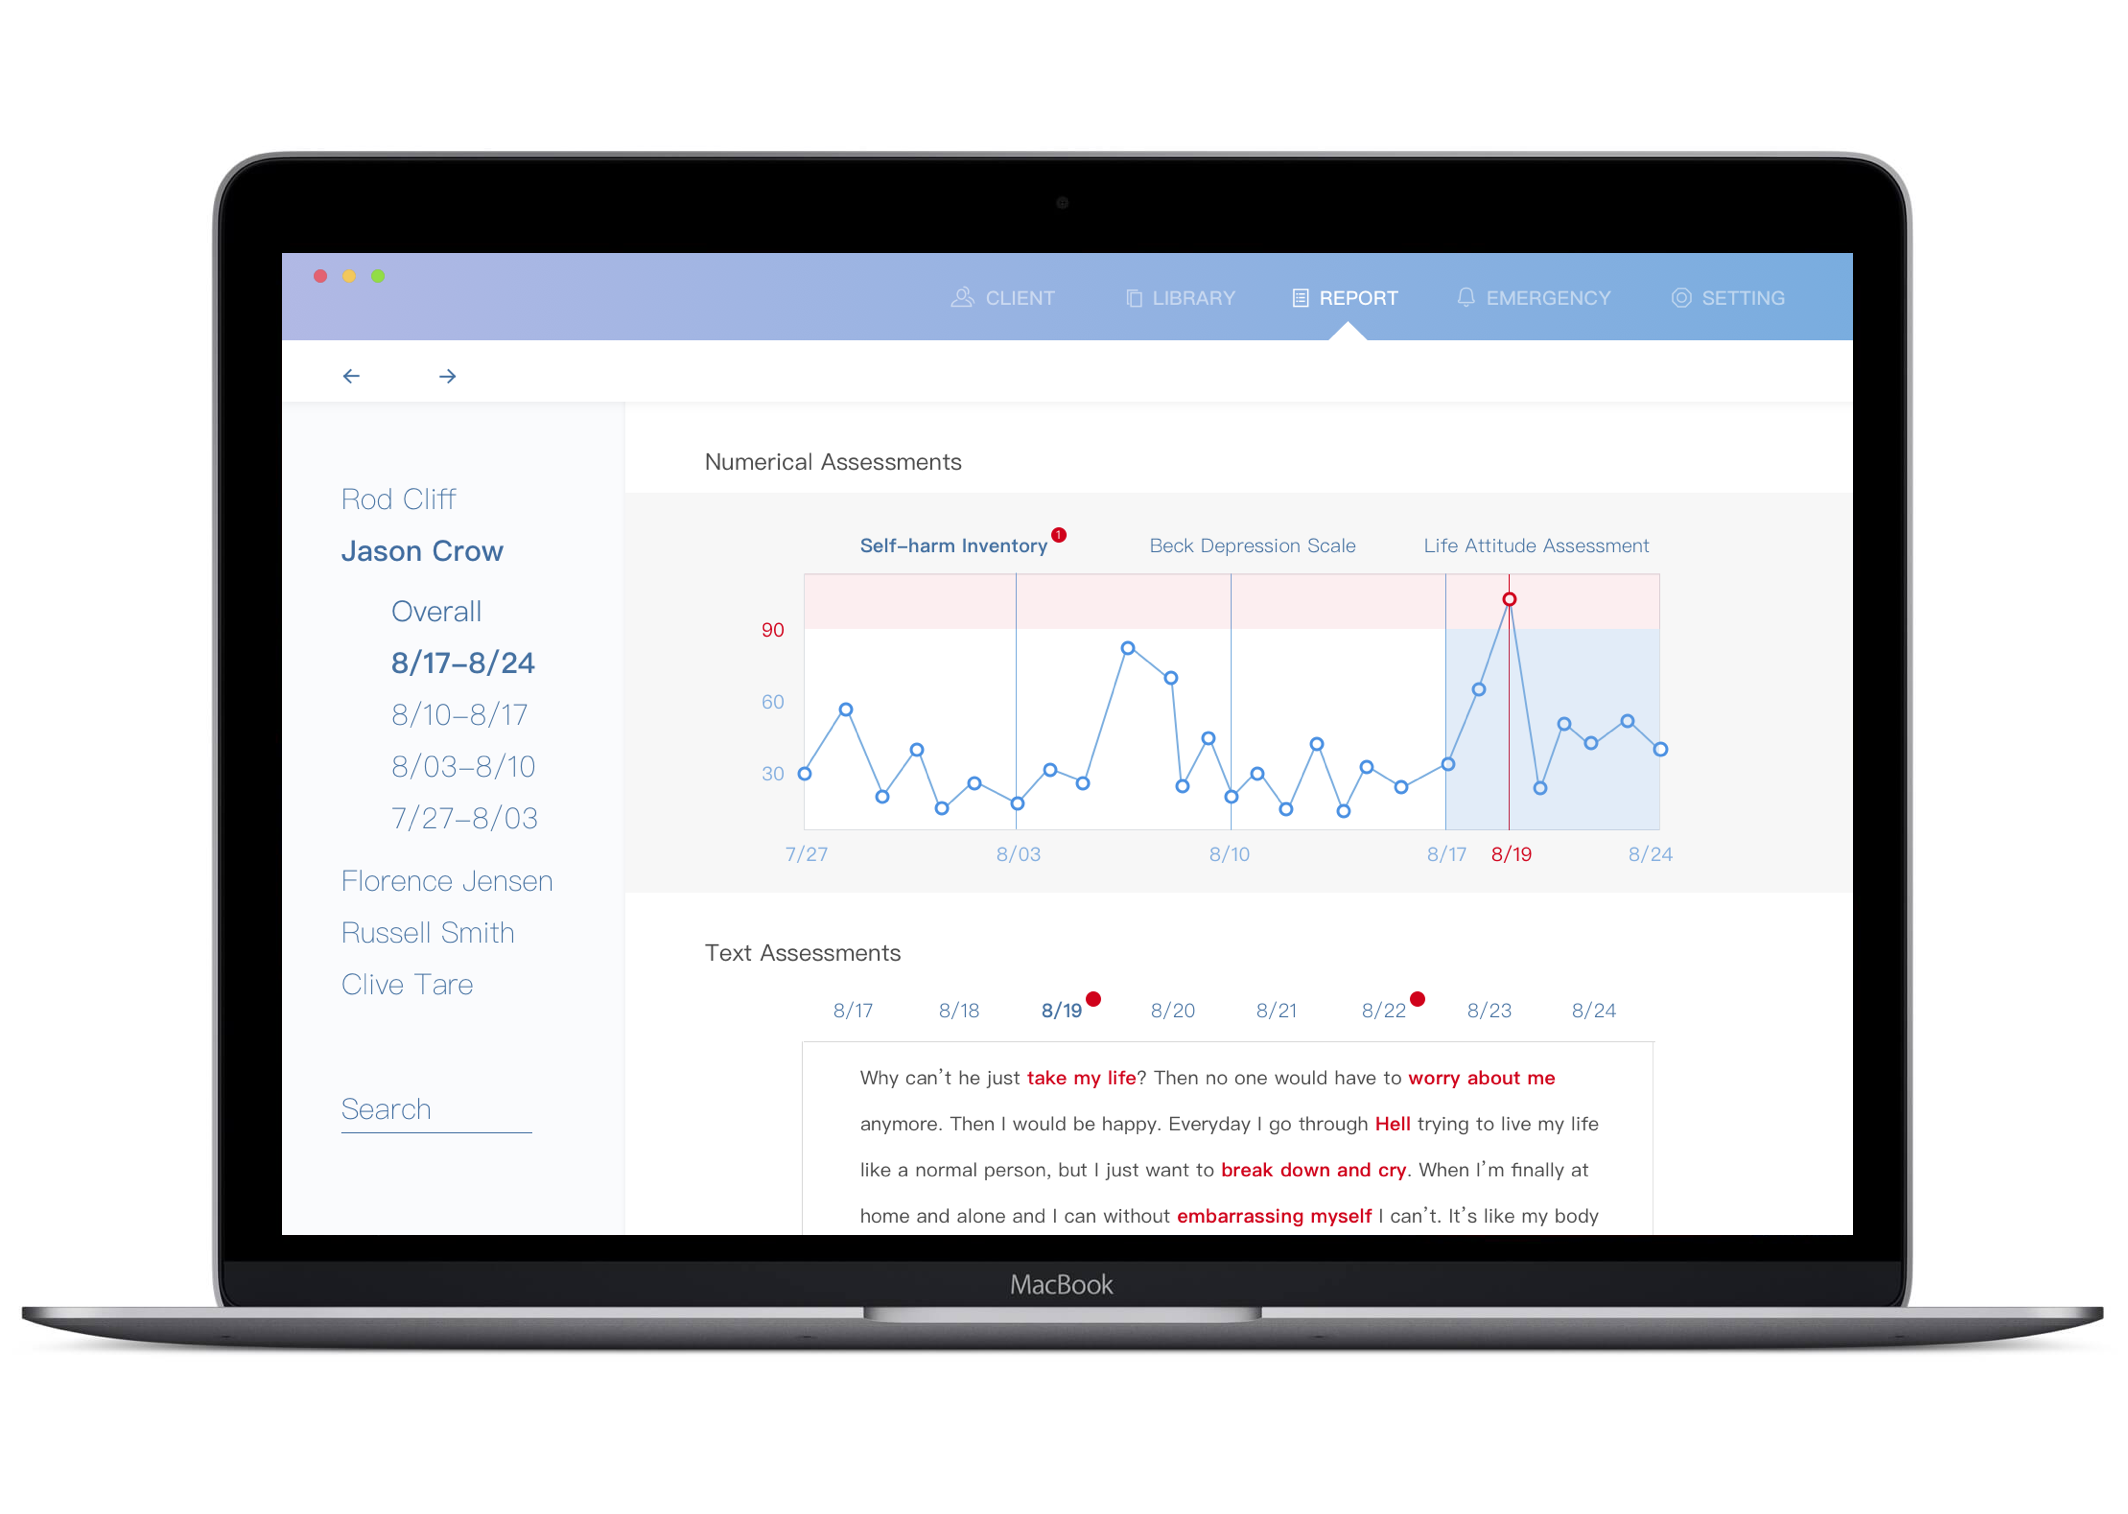 CLIENT
LIBRARY
REPORT
EMERGENCY
SETTING
Rod Cliff
Jason Crow
Overall
8/17-8/24
8/10-8/17
8/03-8/10
7/27-8/03
Florence Jensen
Russell Smith
Clive Tare
Search
Numerical Assessments
Self-harm Inventory 1
Beck Depression Scale
Life Attitude Assessment
90
60
30
7/27
8/03
8/10
8/17
8/19
8/24
Text Assessments
8/17
8/18
8/19
8/20
8/21
8/22
8/23
8/24
Why can't he just take my life? Then no one would have to worry about me
anymore. Then I would be happy. Everyday I go through Hell trying to live my life
like a normal person, but I just want to break down and cry. When I'm finally at
home and alone and I can without embarrassing myself I can't. It's like my body
MacBook